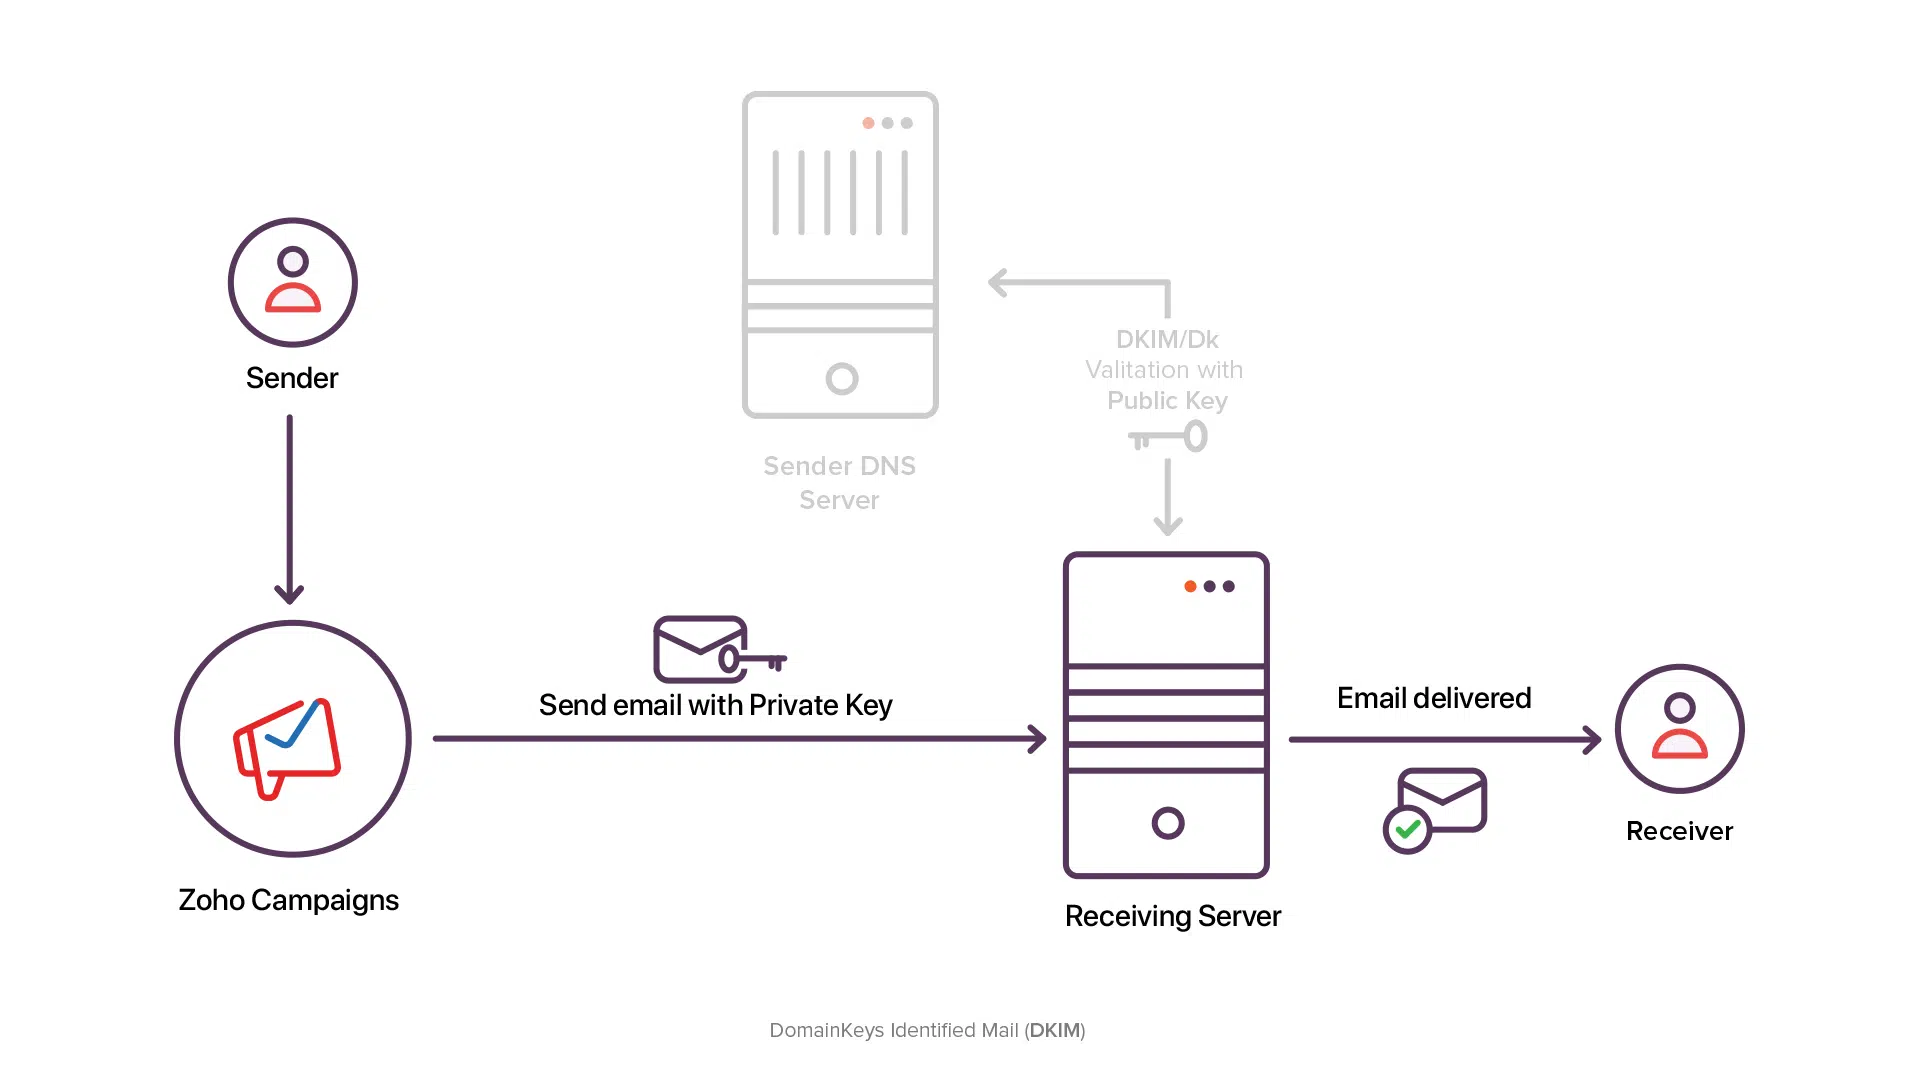 Sender
DKIM/Dk
Valitation with
Public Key
Sender DNS
Server
Send email with Private Key
Email delivered
Receiver
Zoho Campaigns
Receiving Server
DomainKeys Identified Mail (DKIM)